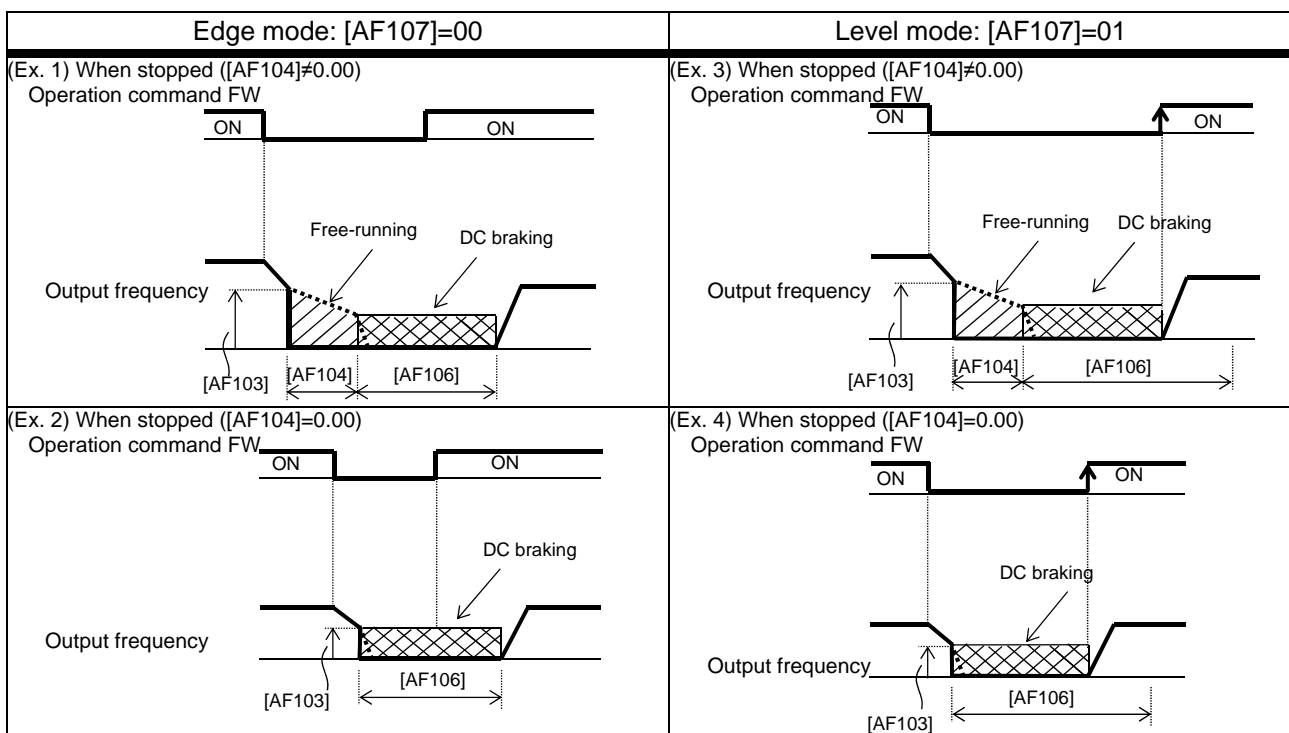 Edge mode: [AF107]=00
Level mode: [AF107]=01
(Ex. 1) When stopped ([AF104]≠0.00)
Operation command FW
ON
ON
Free-running
DC braking
Output frequency
[AF103]
[AF104]
[AF106]
(Ex. 3) When stopped ([AF104]≠0.00)
Operation command FW
ON
ON
Free-running
DC braking
Output frequency
[AF103]
[AF104]
[AF106]
(Ex. 2) When stopped ([AF104]=0.00)
Operation command FW
ON
ON
DC braking
Output frequency
[AF103]
[AF106]
(Ex. 4) When stopped ([AF104]=0.00)
Operation command FW
ON
ON
DC braking
Output frequency
[AF103]
[AF106]